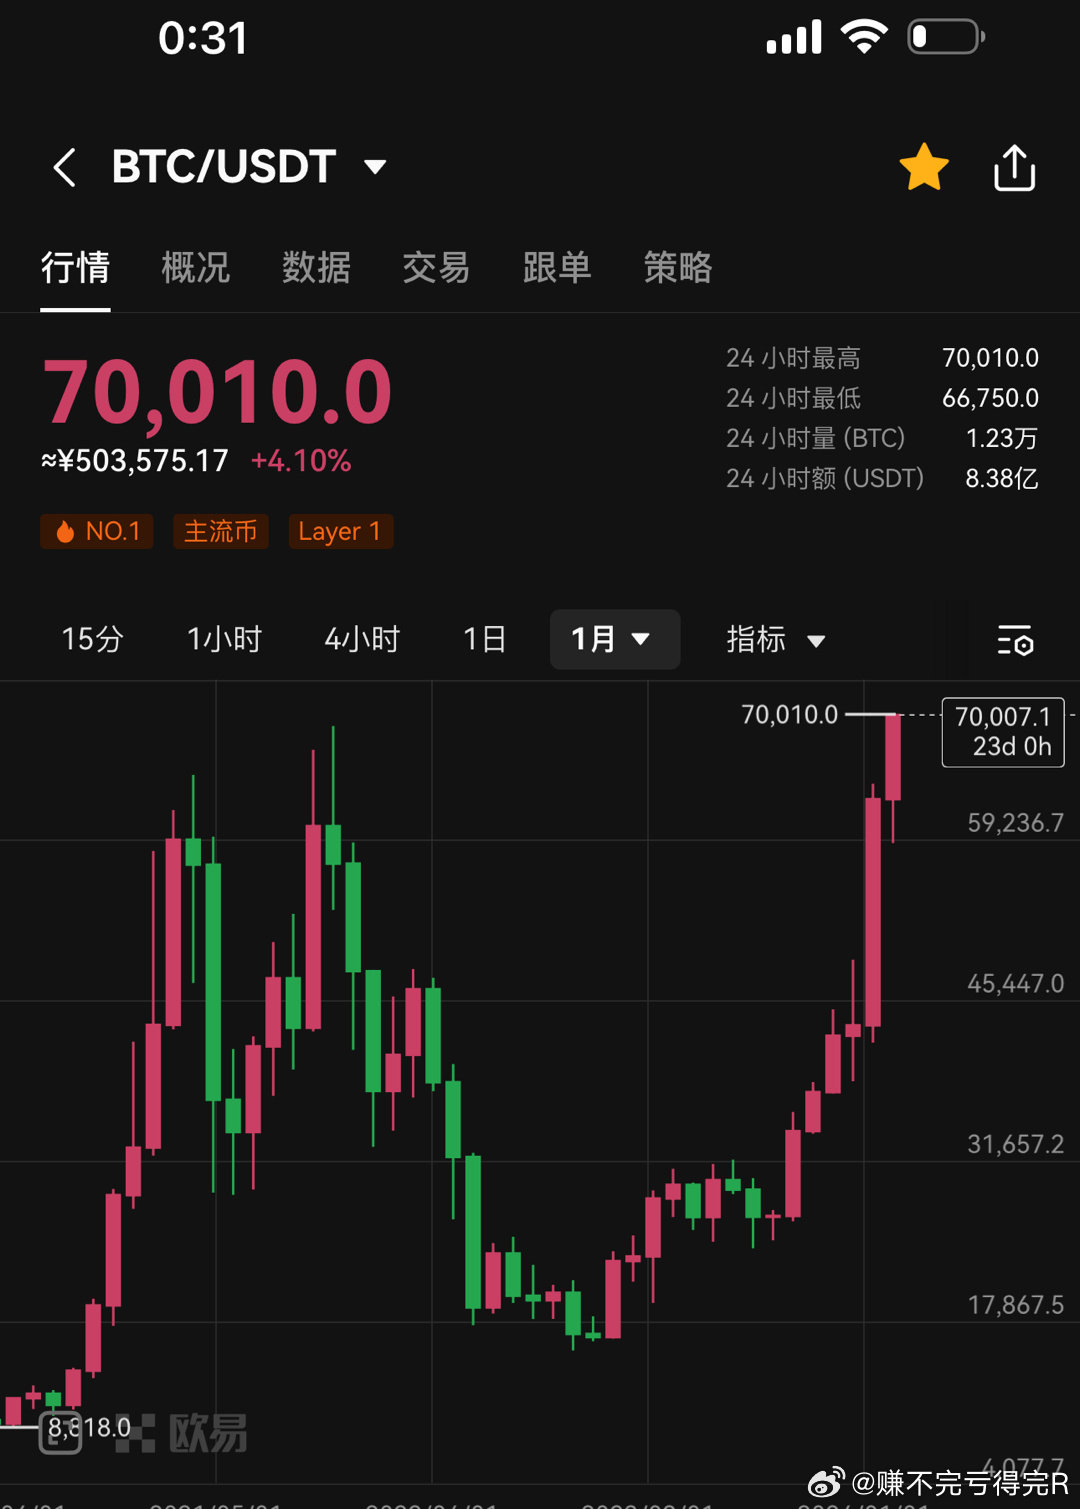 0:31
BTC/USDT
行情 概况 数据 交易 跟单 策略
70,010.0
≈¥503,575.17 +4.10%
24 小时最高 70,010.0
24 小时最低 66,750.0
24 小时量 (BTC) 1.23万
24 小时额 (USDT) 8.38亿
NO.1 主流币 Layer 1
15分 1小时 4小时 1日 1月 指标
70,010.0
70,007.1
23d 0h
59,236.7
45,447.0
31,657.2
17,867.5
8,818.0
欧易
4,077.7
@赚不完亏得完R